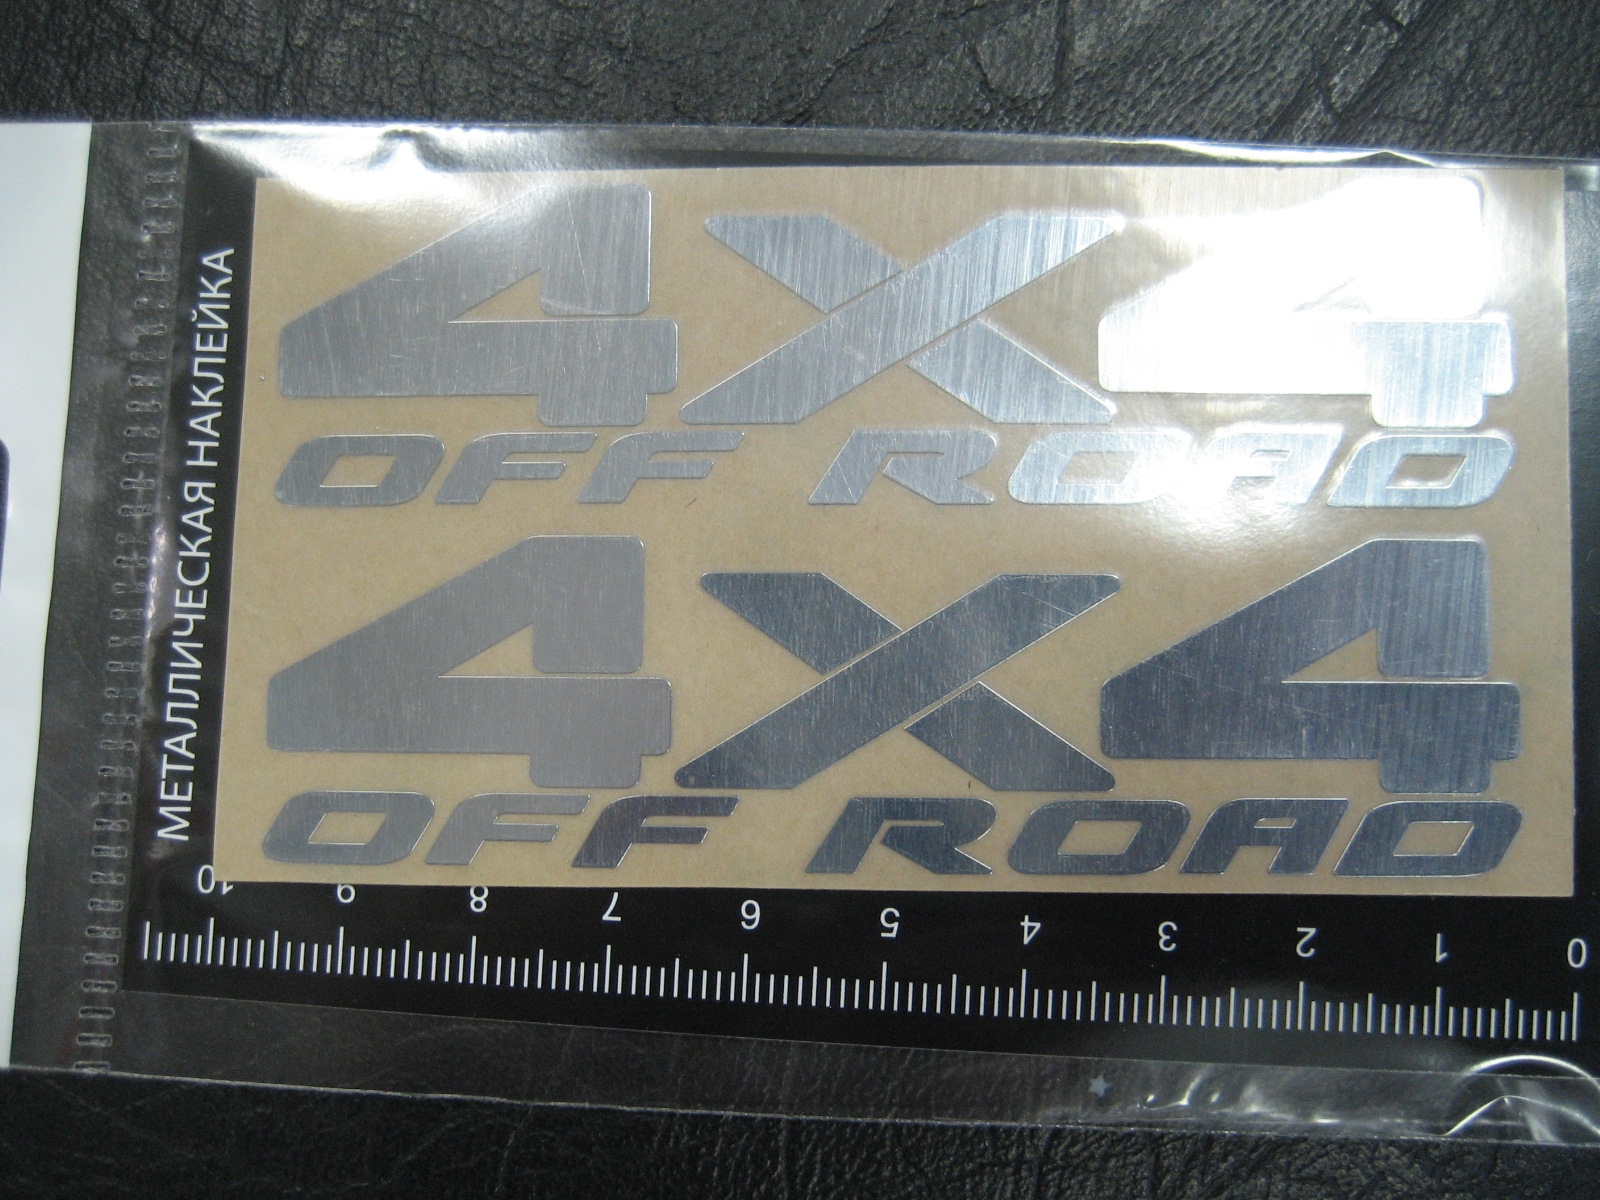 МЕТАЛЛИЧЕСКАЯ НАКЛЕЙКА
4X4
OFF ROAD
4X4
OFF ROAD
10 9 8 7 6 5 4 3 2 1 0